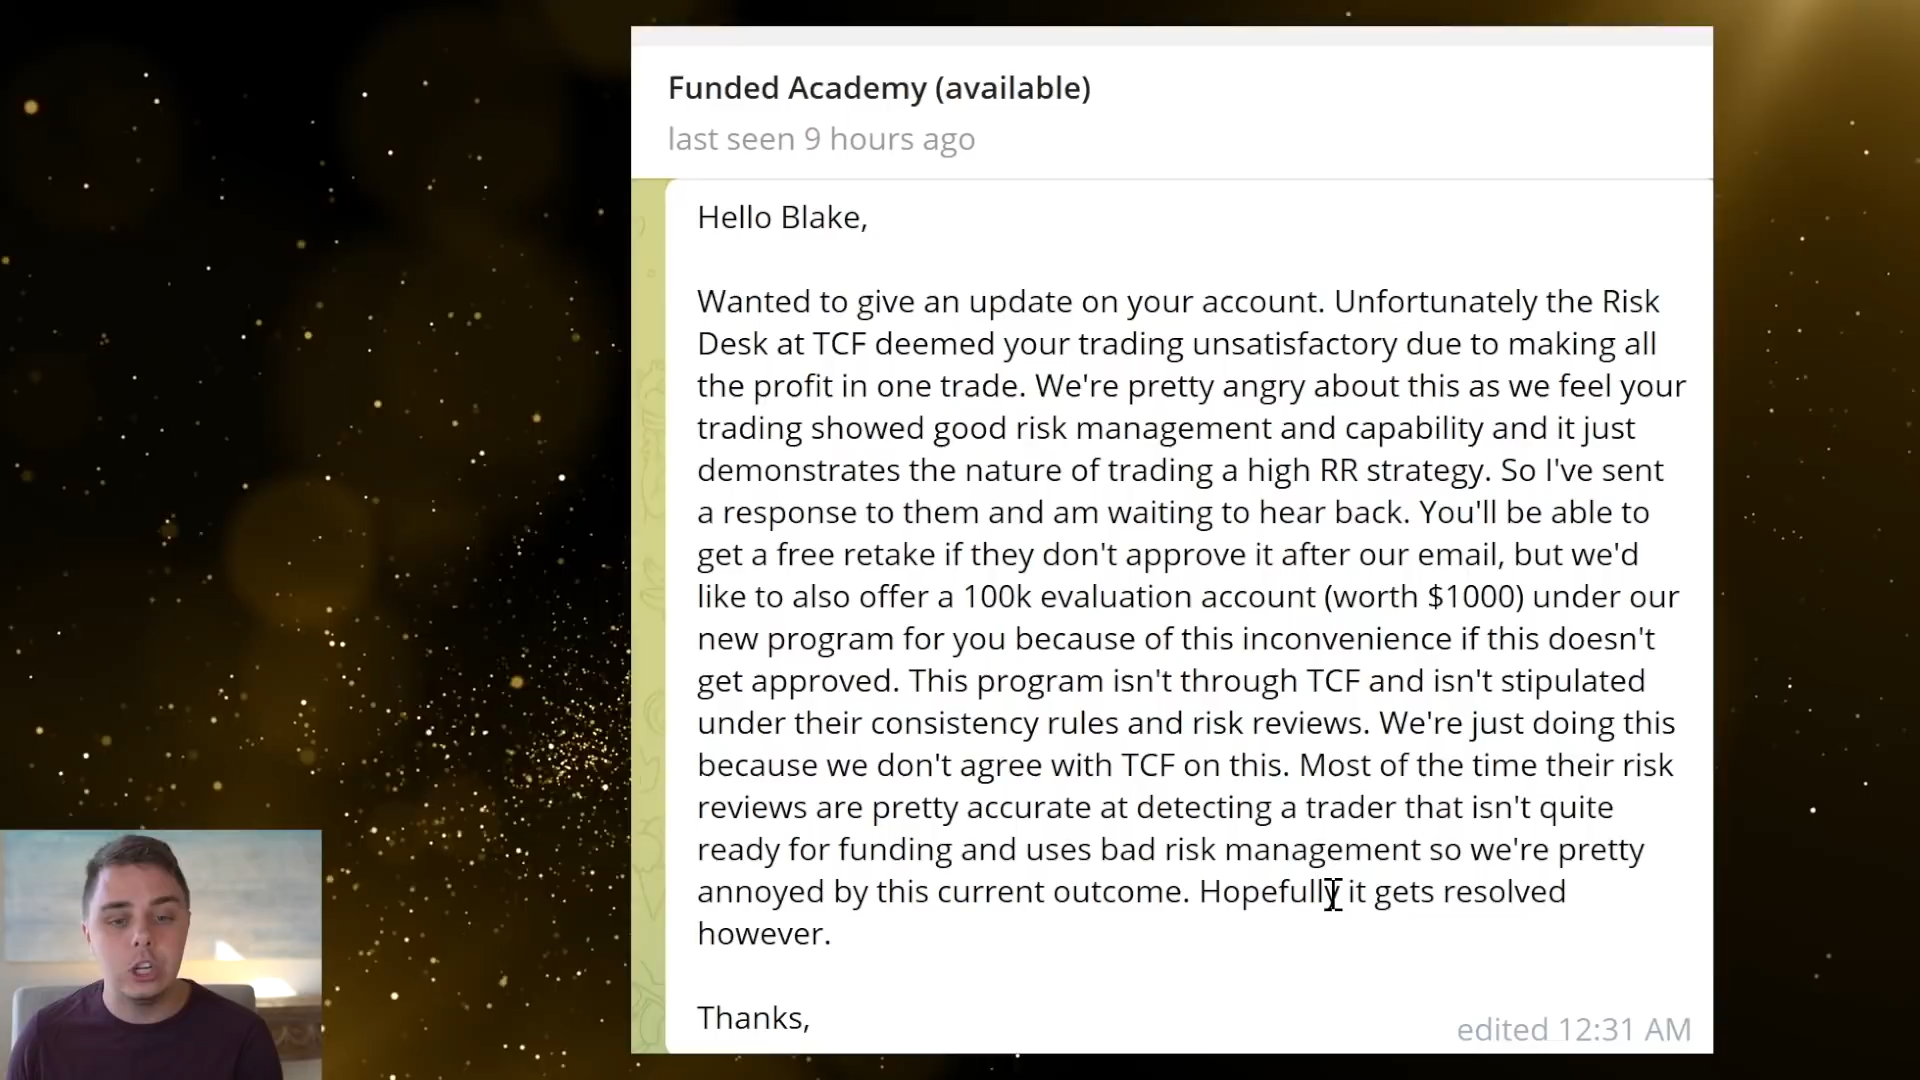 Funded Academy (available)
last seen 9 hours ago
Hello Blake,
Wanted to give an update on your account. Unfortunately the Risk
Desk at TCF deemed your trading unsatisfactory due to making all
the profit in one trade. We're pretty angry about this as we feel your
trading showed good risk management and capability and it just
demonstrates the nature of trading a high RR strategy. So I've sent
a response to them and am waiting to hear back. You'll be able to
get a free retake if they don't approve it after our email, but we'd
like to also offer a 100k evaluation account (worth $1000) under our
new program for you because of this inconvenience if this doesn't
get approved. This program isn't through TCF and isn't stipulated
under their consistency rules and risk reviews. We're just doing this
because we don't agree with TCF on this. Most of the time their risk
reviews are pretty accurate at detecting a trader that isn't quite
ready for funding and uses bad risk management so we're pretty
annoyed by this current outcome. Hopefully it gets resolved
however.
Thanks,
edited 12:31 AM